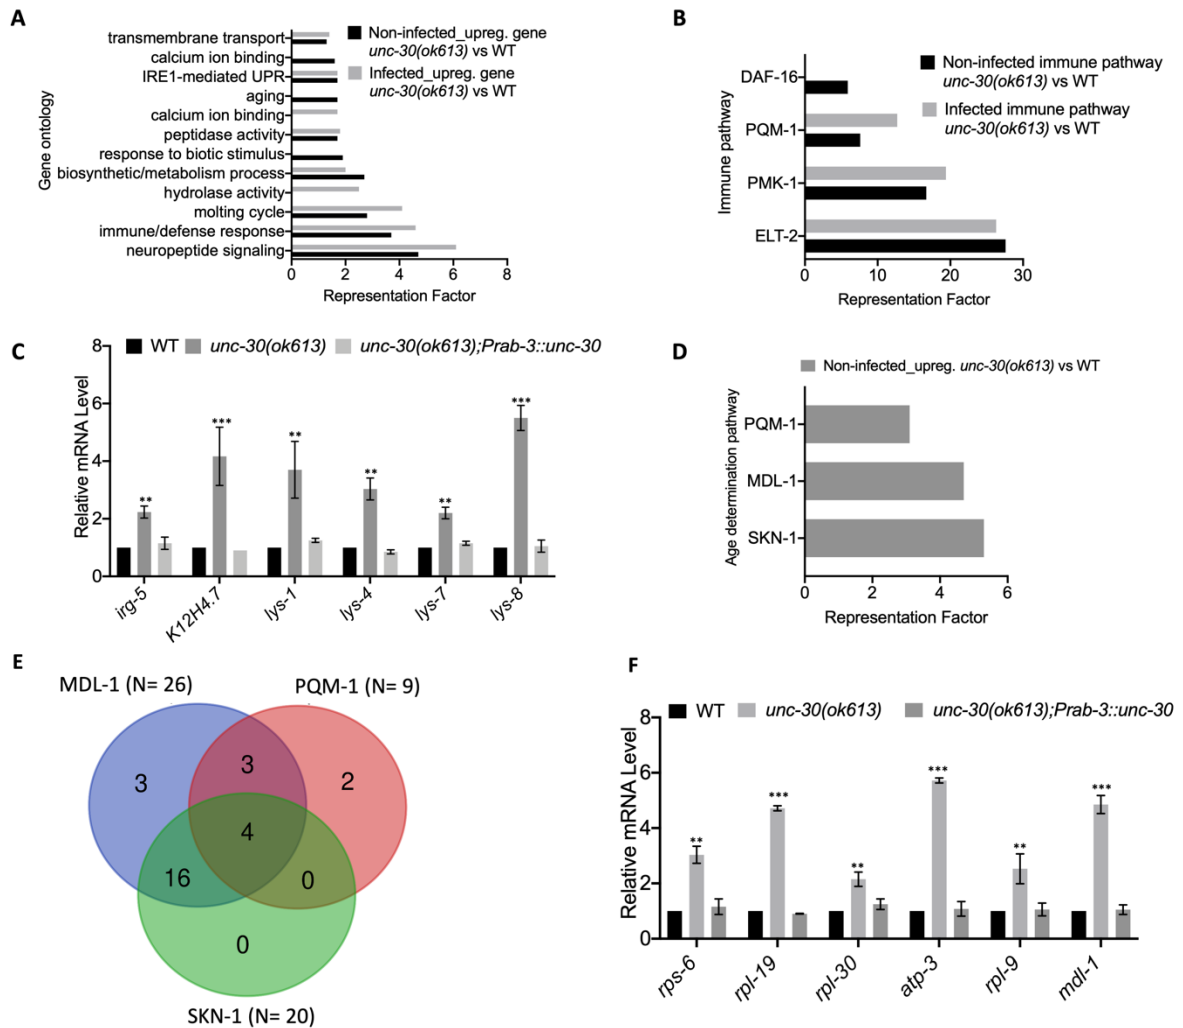 A
transmembrane transport
calcium ion binding
IRE1-mediated UPR
aging
calcium ion binding
peptidase activity
response to biotic stimulus
biosynthetic/metabolism process
hydrolase activity
molting cycle
immune/defense response
neuropeptide signaling
Gene ontology
0 2 4 6 8
Representation Factor
Non-infected_upreg. gene
unc-30(ok613) vs WT
Infected_upreg. gene
unc-30(ok613) vs WT
B
DAF-16
PQM-1
PMK-1
ELT-2
Immune pathway
0 10 20 30
Representation Factor
Non-infected immune pathway
unc-30(ok613) vs WT
Infected immune pathway
unc-30(ok613) vs WT
C
WT unc-30(ok613) unc-30(ok613);Prab-3::unc-30
Relative mRNA Level
8
6
4
2
0
** *** ** ** ** ***
irg-5 K12H4.7 lys-1 lys-4 lys-7 lys-8
D
Non-infected_upreg. unc-30(ok613) vs WT
PQM-1
MDL-1
SKN-1
Age determination pathway
0 2 4 6
Representation Factor
E
MDL-1 (N= 26) PQM-1 (N= 9)
3 3 2
4
16 0
0
SKN-1 (N= 20)
F
WT unc-30(ok613) unc-30(ok613);Prab-3::unc-30
Relative mRNA Level
8
6
4
2
0
** *** ** *** ** ***
rps-6 rpl-19 rpl-30 atp-3 rpl-9 mdl-1